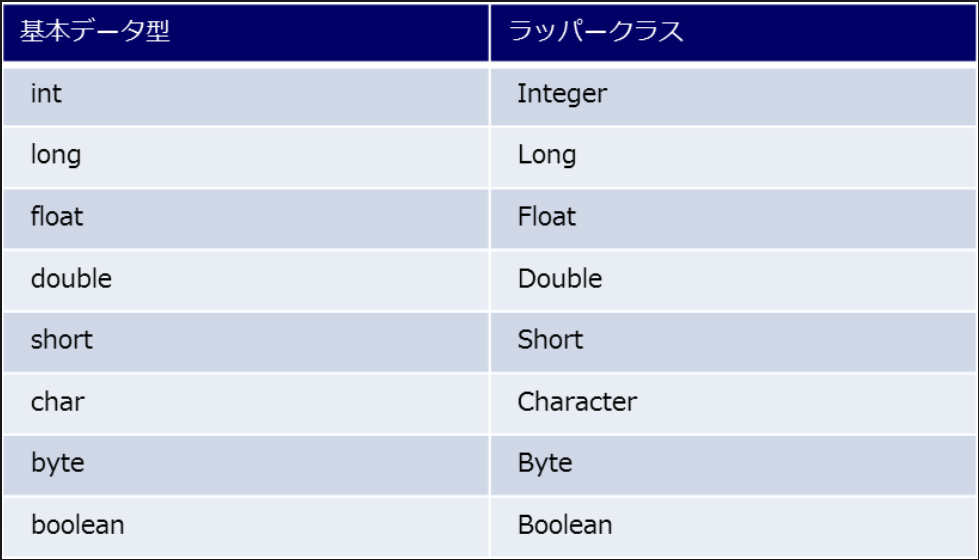 基本データ型 ラッパークラス
int Integer
long Long
float Float
double Double
short Short
char Character
byte Byte
boolean Boolean